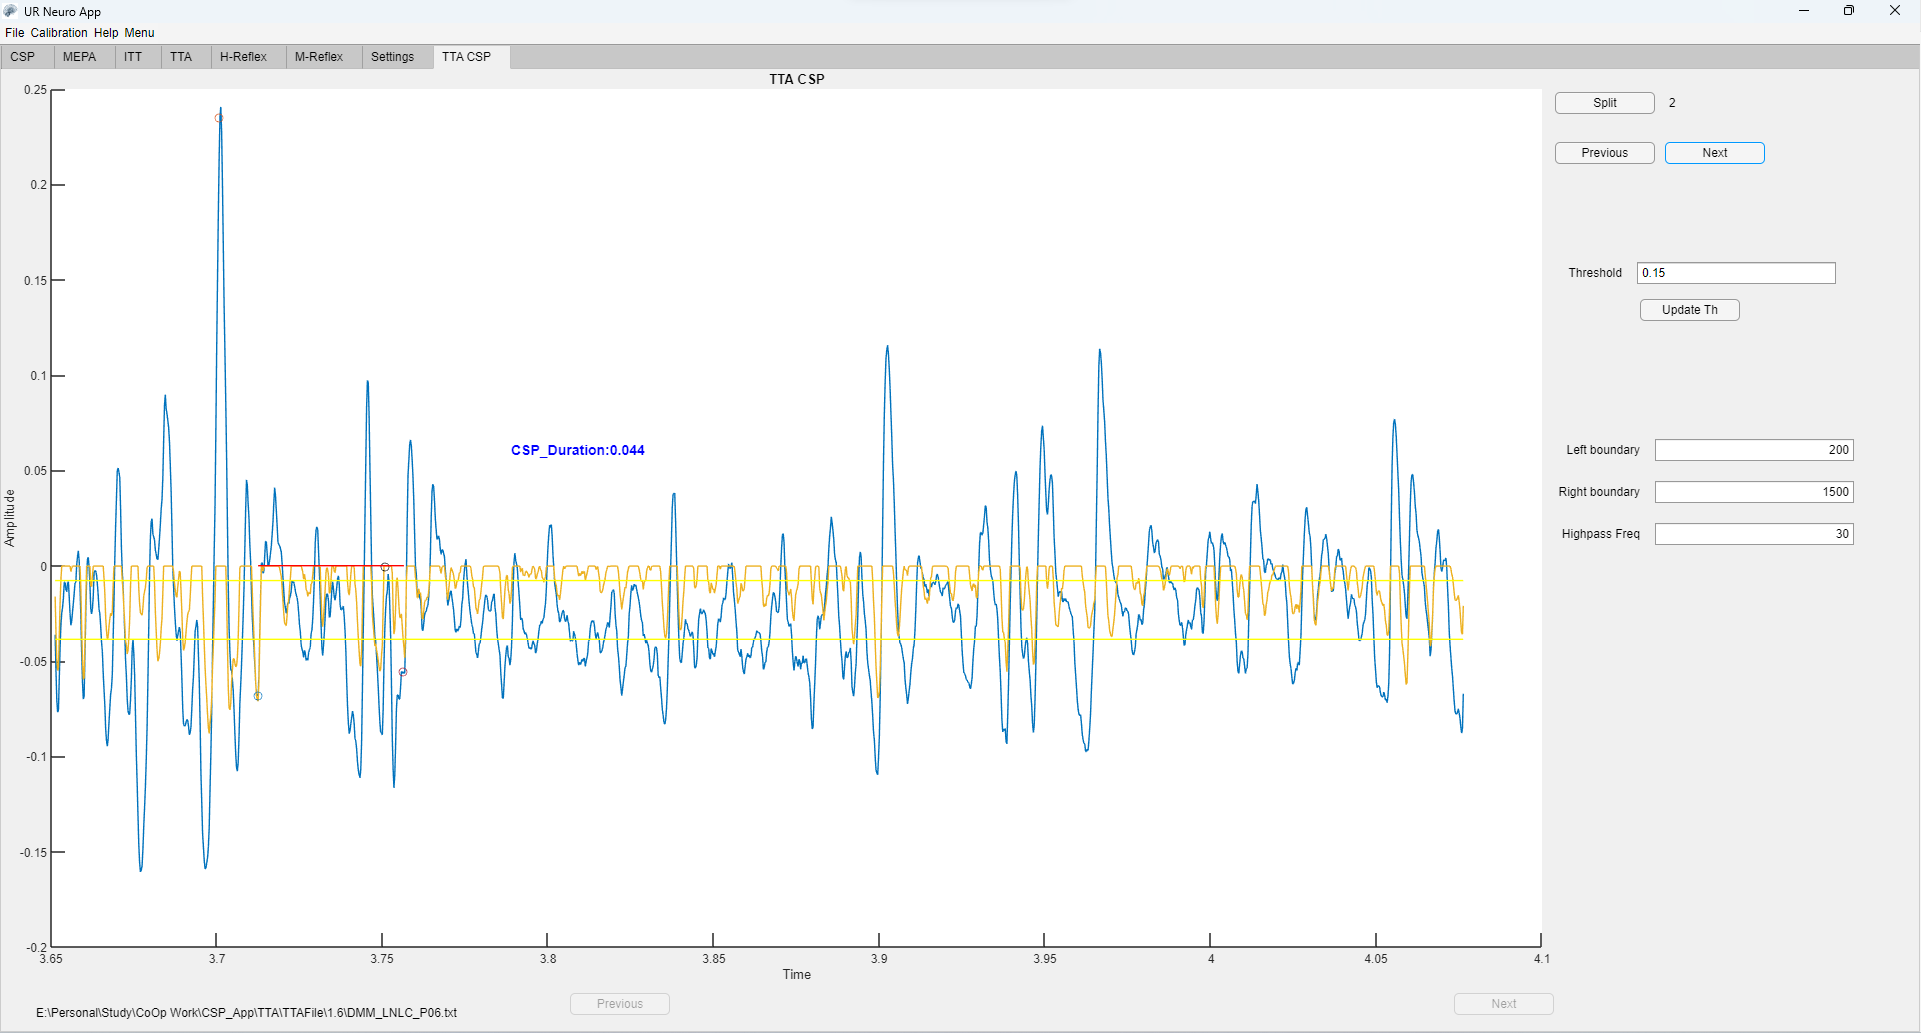 UR Neuro App
File Calibration Help Menu
CSP MEPA ITT TTA H-Reflex M-Reflex Settings TTA CSP
TTA CSP
0.25
0.2
0.15
0.1
0.05
0
-0.05
-0.1
-0.15
-0.2
Amplitude
CSP_Duration:0.044
3.65 3.7 3.75 3.8 3.85 3.9 3.95 4 4.05 4.1
Time
Split 2
Previous Next
Threshold 0.15
Update Th
Left boundary 200
Right boundary 1500
Highpass Freq 30
Previous Next
E:\Personal\Study\CoOp Work\CSP_App\TTA\TTAFile\1.6\DMM_LNLC_P06.txt